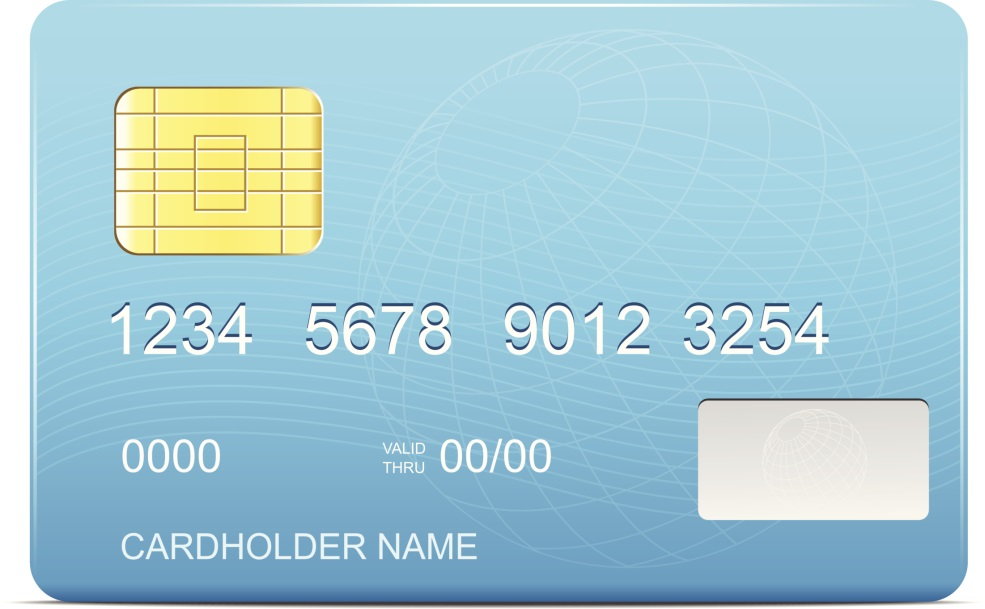 1234 5678 9012 3254
0000 VALID THRU 00/00
CARDHOLDER NAME